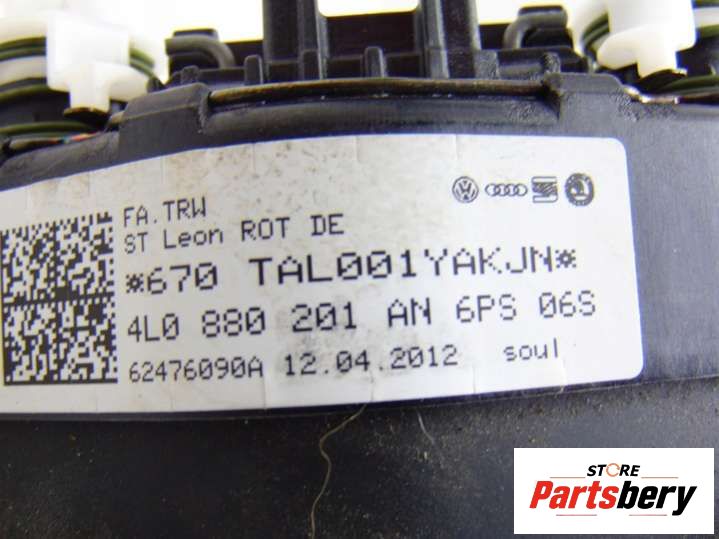 FA.TRW
ST Leon ROT DE
*670 TAL001YAKJN*
4L0 880 201 AN 6PS 06S
62476090A 12.04.2012 soul
STORE
Partsbery